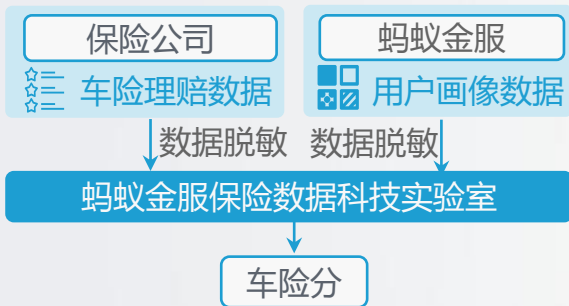 保险公司
车险理赔数据
蚂蚁金服
用户画像数据
数据脱敏
数据脱敏
蚂蚁金服保险数据科技实验室
车险分